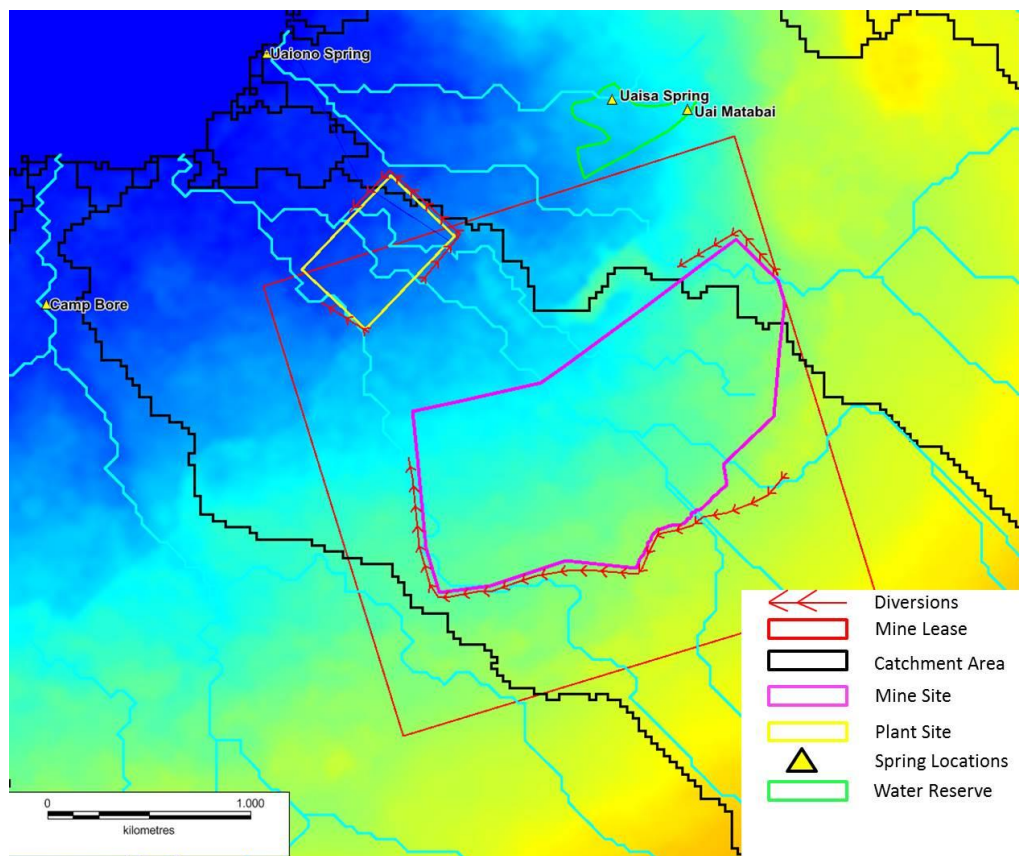 Uaiono Spring
Uaisa Spring
Uai Matabai
Camp Bore
Diversions
Mine Lease
Catchment Area
Mine Site
Plant Site
Spring Locations
Water Reserve
0 1.000
kilometres